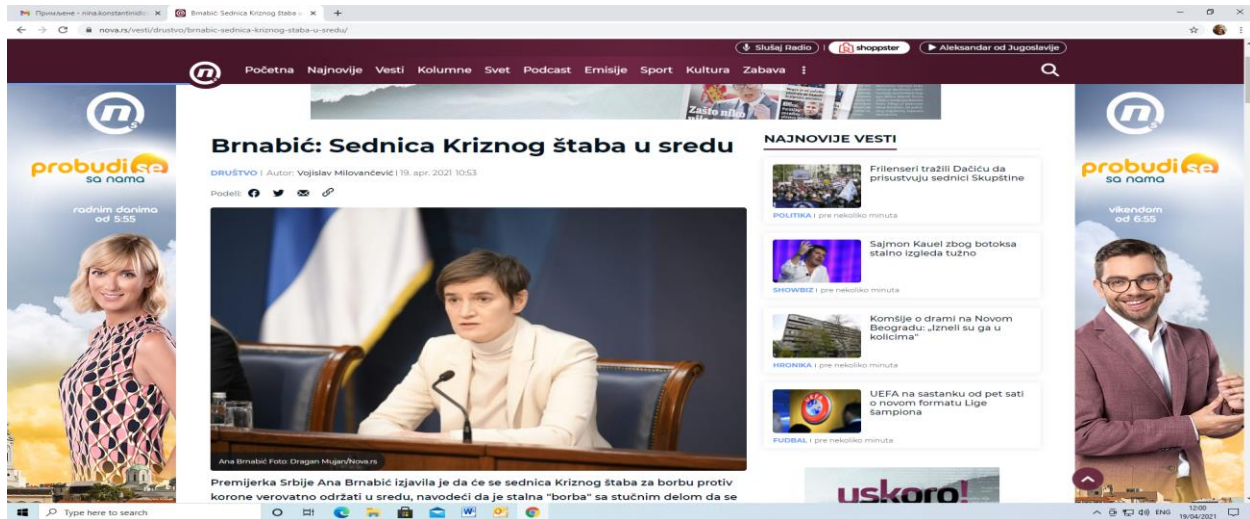 Примљене - nina.konstantinidis
Brnabić: Sednica Kriznog štaba u
nova.rs/vesti/drustvo/brnabic-sednica-kriznog-staba-u-sredu/
Slušaj Radio | shoppster Aleksandar od Jugoslavije
Početna Najnovije Vesti Kolumne Svet Podcast Emisije Sport Kultura Zabava
Zašto niko
Brnabić: Sednica Kriznog štaba u sredu
DRUŠTVO | Autor: Vojislav Milovančević | 19. apr. 2021 10:53
Podeli:
Ana Brnabić Foto: Dragan Mujan/Nova.rs
Premijerka Srbije Ana Brnabić izjavila je da će se sednica Kriznog štaba za borbu protiv
korone verovatno održati u sredu, navodeći da je stalna "borba" sa stučnim delom da se
NAJNOVIJE VESTI
Frilenseri tražili Dačiću da
prisustvuju sednici Skupštine
POLITIKA | pre nekoliko minuta
Sajmon Kauel zbog botoksa
stalno izgleda tužno
SHOWBIZ | pre nekoliko minuta
Komšije o drami na Novom
Beogradu: „Izneli su ga u
kolicima"
HRONIKA | pre nekoliko minuta
UEFA na sastanku od pet sati
o novom formatu Lige
šampiona
FUDBAL | pre nekoliko minuta
uskoro!
probudi se
sa nama
radnim danima
od 5:55
probudi se
sa nama
vikendom
od 6:55
Type here to search
ENG
12:00
19/04/2021